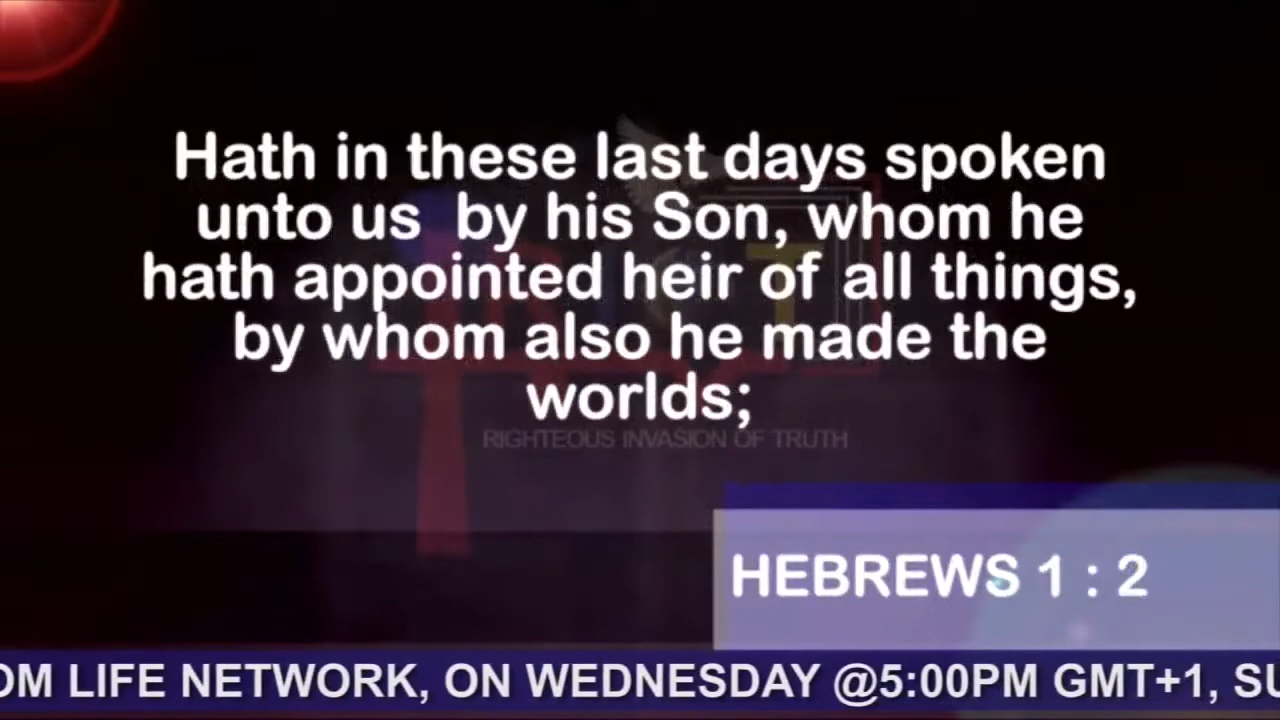 Hath in these last days spoken
unto us  by his Son, whom he
hath appointed heir of all things,
by whom also he made the
worlds;
RIGHTEOUS INVASION OF TRUTH
HEBREWS 1 : 2
OM LIFE NETWORK, ON WEDNESDAY @5:00PM GMT+1, SU